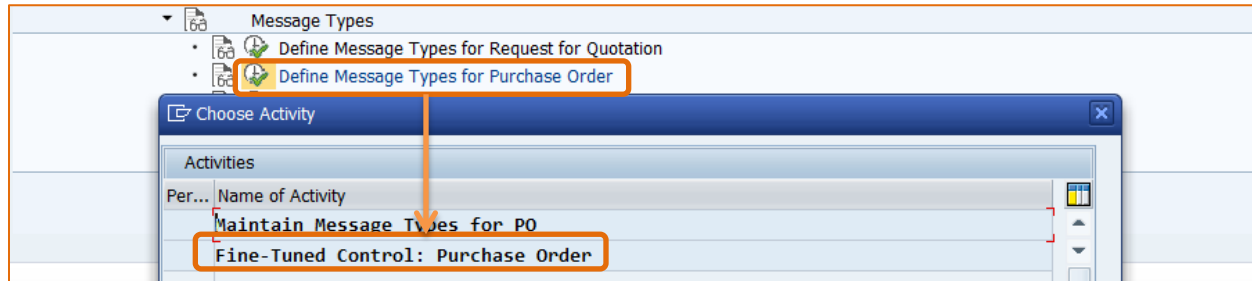 Message Types
Define Message Types for Request for Quotation
Define Message Types for Purchase Order
Choose Activity
Activities
Per... Name of Activity
Maintain Message Types for PO
Fine-Tuned Control: Purchase Order